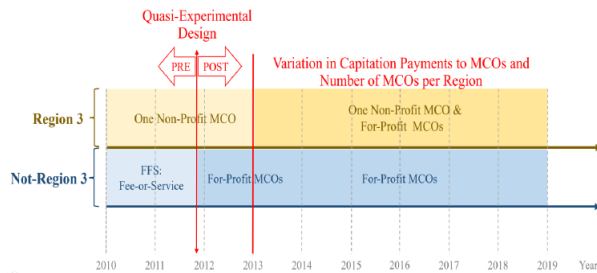 Quasi-Experimental
Design
PRE POST
Variation in Capitation Payments to MCOs and
Number of MCOs per Region
Region 3
One Non-Profit MCO
One Non-Profit MCO &
For-Profit MCOs
Not-Region 3
FFS:
Fee-or-Service
For-Profit MCOs
For-Profit MCOs
2010 2011 2012 2013 2014 2015 2016 2017 2018 2019 Year